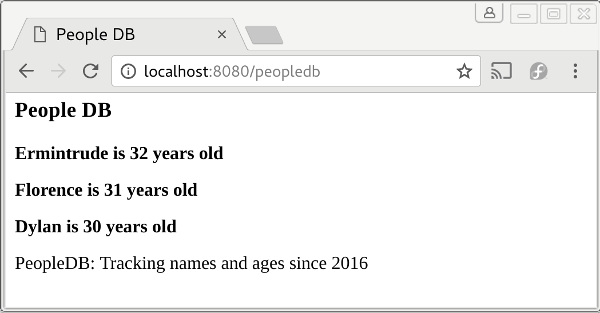 People DB
localhost:8080/peopledb
People DB
Ermintrude is 32 years old
Florence is 31 years old
Dylan is 30 years old
PeopleDB: Tracking names and ages since 2016